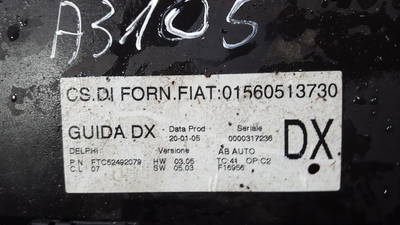 A3105
CS.DI FORN.FIAT:01560513730
GUIDA DX Data Prod Seriale DX
20-01-05 0000317236
DELPHI Versione AB AUTO
P.N FTC52492079 HW 03.05 TC:41 OP:C2
C.L 07 SW 05.03 F16956